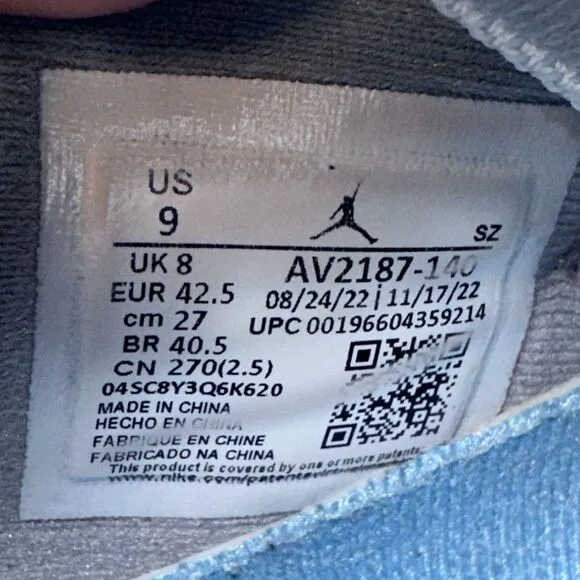 US
9
SZ
UK 8
AV2187-140
EUR 42.5
08/24/22 | 11/17/22
cm 27
UPC 00196604359214
BR 40.5
CN 270(2.5)
04SC8Y3Q6K620
MADE IN CHINA
HECHO EN CHINA
FABRIQUE EN CHINE
FABRICADO NA CHINA
This product is covered by one or more patents